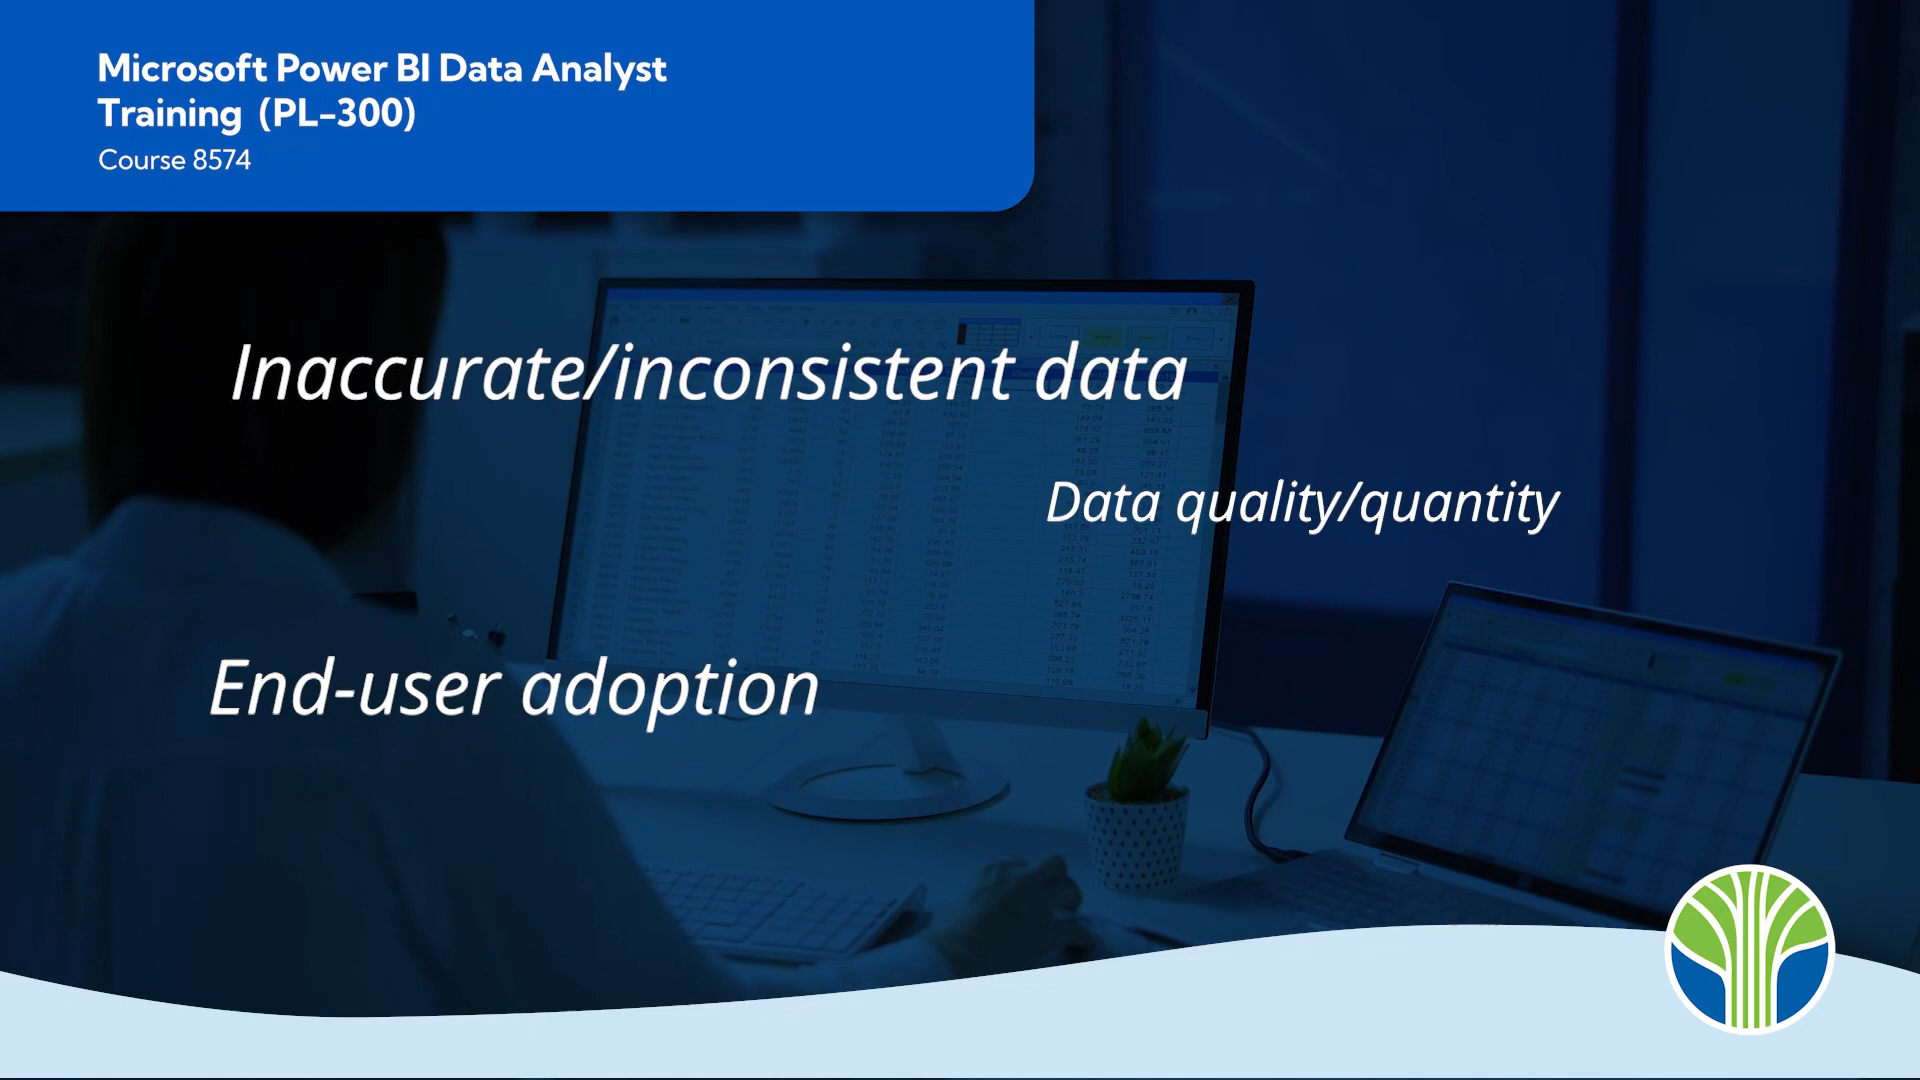 Microsoft Power BI Data Analyst
Training (PL-300)
Course 8574
Inaccurate/inconsistent data
Data quality/quantity
End-user adoption